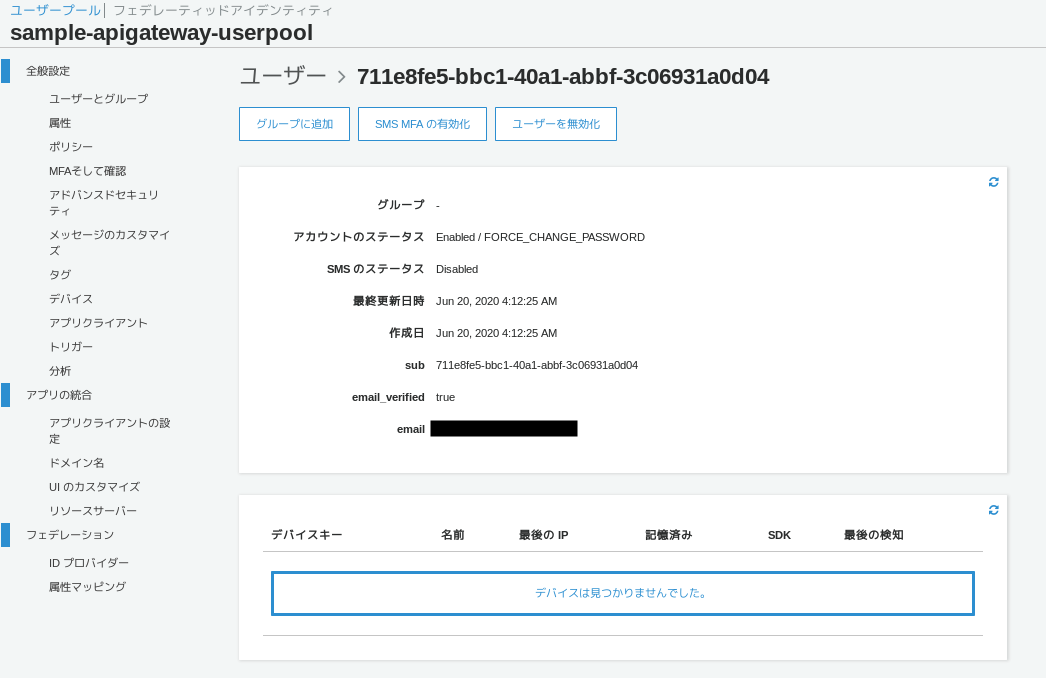 ユーザープール フェデレーティッドアイデンティティ
sample-apigateway-userpool
全般設定
ユーザーとグループ
属性
ポリシー
MFAそして確認
アドバンスドセキュリ
ティ
メッセージのカスタマイ
ズ
タグ
デバイス
アプリクライアント
トリガー
分析
アプリの統合
アプリクライアントの設
定
ドメイン名
UI のカスタマイズ
リソースサーバー
フェデレーション
ID プロバイダー
属性マッピング
ユーザー 711e8fe5-bbc1-40a1-abbf-3c06931a0d04
グループに追加 SMS MFA の有効化 ユーザーを無効化
グループ -
アカウントのステータス Enabled / FORCE_CHANGE_PASSWORD
SMS のステータス Disabled
最終更新日時 Jun 20, 2020 4:12:25 AM
作成日 Jun 20, 2020 4:12:25 AM
sub 711e8fe5-bbc1-40a1-abbf-3c06931a0d04
email_verified true
email
デバイスキー 名前 最後の IP 記憶済み SDK 最後の検知
デバイスは見つかりませんでした。